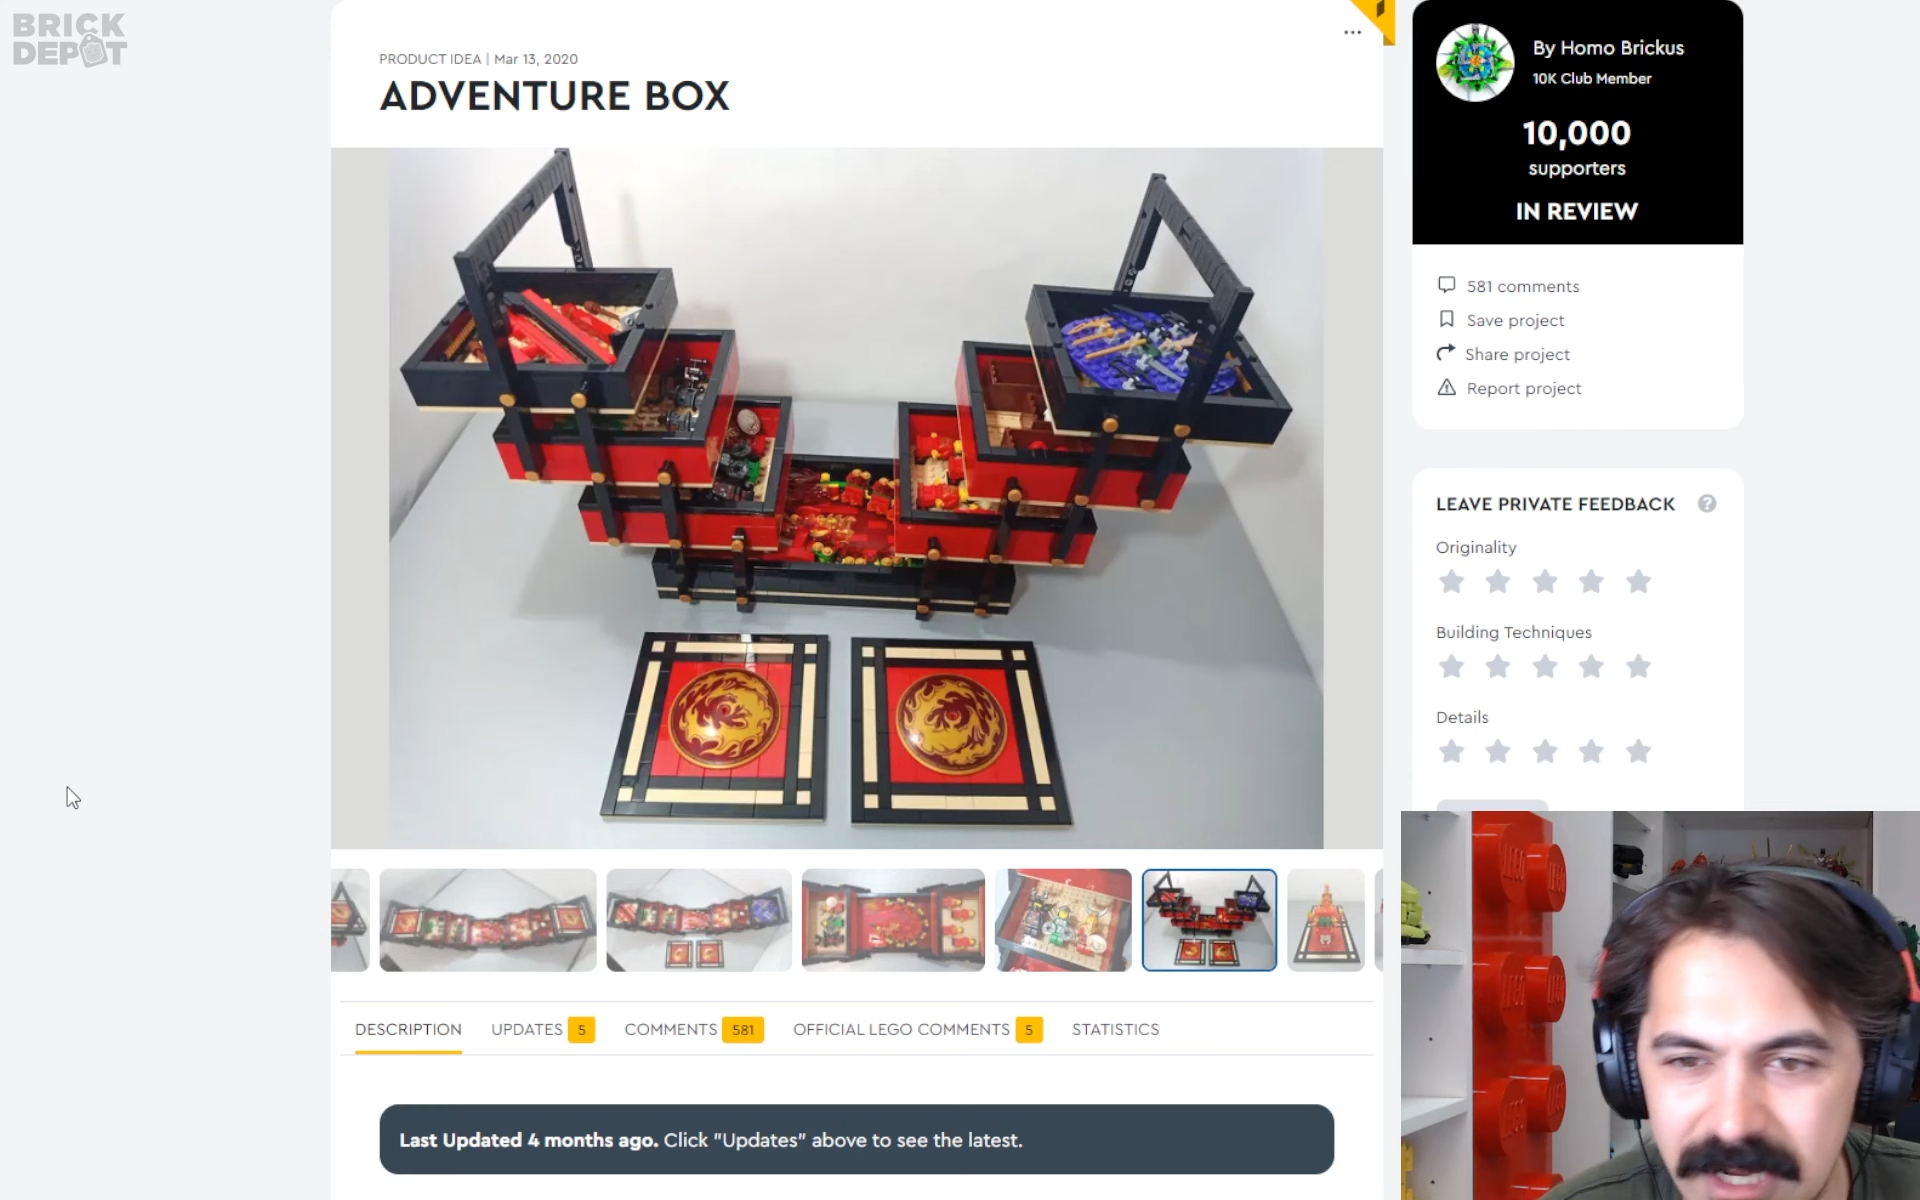 BRICK
DEPOT
PRODUCT IDEA | Mar 13, 2020
ADVENTURE BOX
By Homo Brickus
10K Club Member
10,000
supporters
IN REVIEW
581 comments
Save project
Share project
Report project
LEAVE PRIVATE FEEDBACK ?
Originality
Building Techniques
Details
DESCRIPTION UPDATES 5 COMMENTS 581 OFFICIAL LEGO COMMENTS 5 STATISTICS
Last Updated 4 months ago. Click "Updates" above to see the latest.